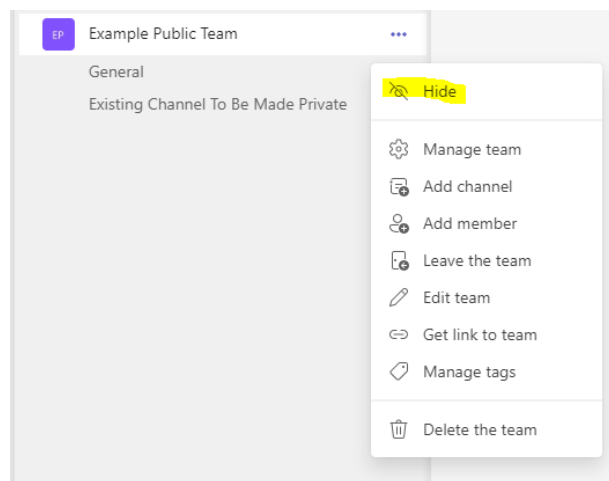 EP Example Public Team ...
General
Existing Channel To Be Made Private
Hide
Manage team
Add channel
Add member
Leave the team
Edit team
Get link to team
Manage tags
Delete the team